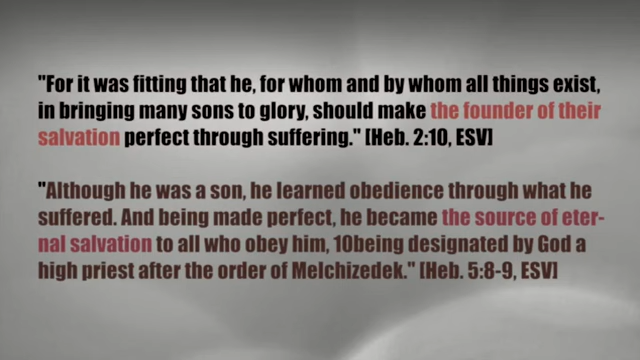 "For it was fitting that he, for whom and by whom all things exist,
in bringing many sons to glory, should make the founder of their
salvation perfect through suffering." [Heb. 2:10, ESV]
"Although he was a son, he learned obedience through what he
suffered. And being made perfect, he became the source of eter-
nal salvation to all who obey him, 10being designated by God a
high priest after the order of Melchizedek." [Heb. 5:8-9, ESV]